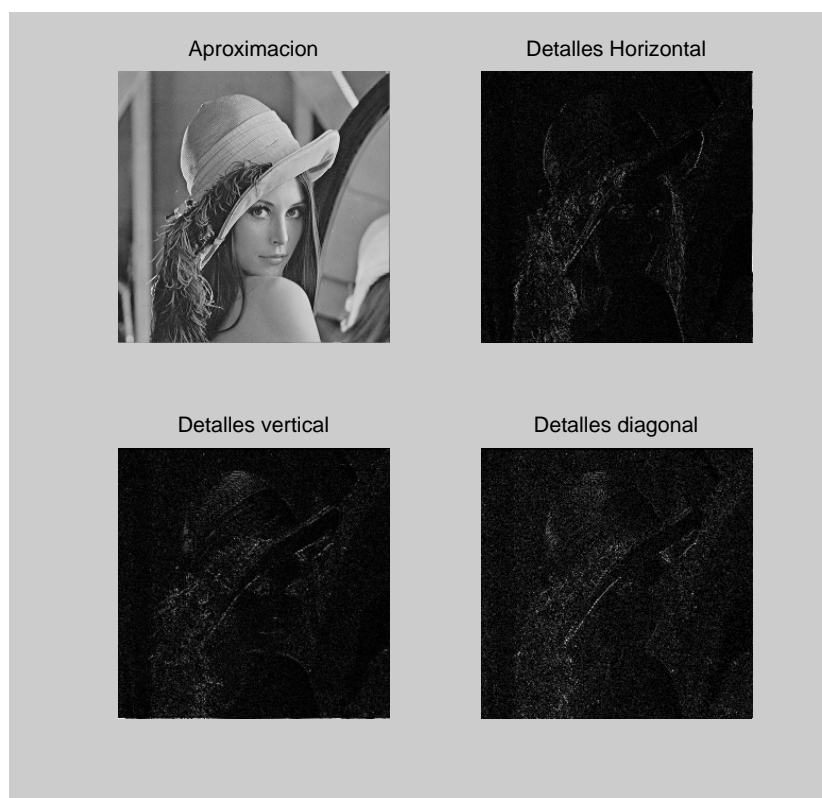 Aproximacion
Detalles Horizontal
Detalles vertical
Detalles diagonal